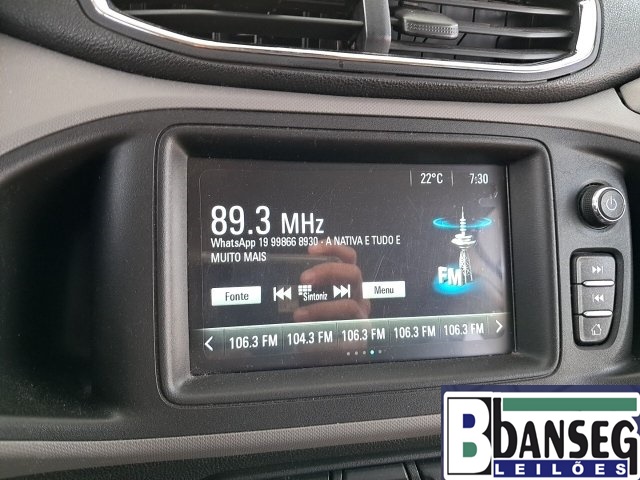 22°C 7:30
89.3 MHz
WhatsApp 19 99866 8930 - A NATIVA E TUDO E
MUITO MAIS
FM
Fonte Sintoniz Menu
106.3 FM 104.3 FM 106.3 FM 106.3 FM 106.3 FM
B banseg
LEILÕES